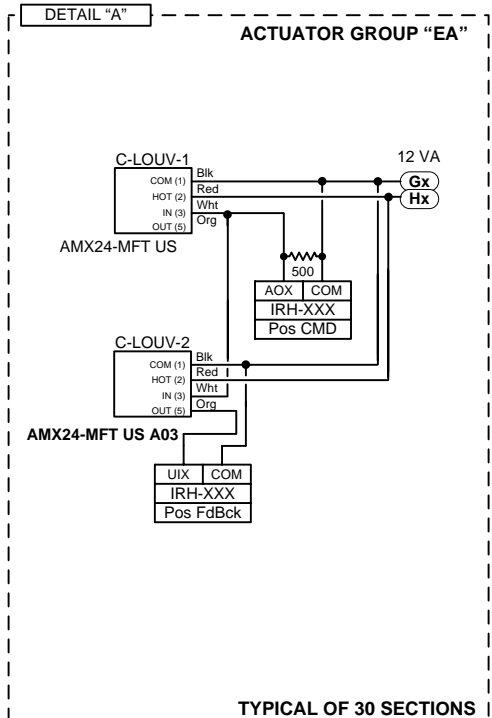 DETAIL “A”
ACTUATOR GROUP “EA”
12 VA
C-LOUV-1
COM (1)
HOT (2)
IN (3)
OUT (5)
Blk
Red
Wht
Org
Gx
Hx
AMX24-MFT US
500
AOX COM
IRH-XXX
Pos CMD
C-LOUV-2
COM (1)
HOT (2)
IN (3)
OUT (5)
Blk
Red
Wht
Org
AMX24-MFT US A03
UIX COM
IRH-XXX
Pos FdBck
TYPICAL OF 30 SECTIONS